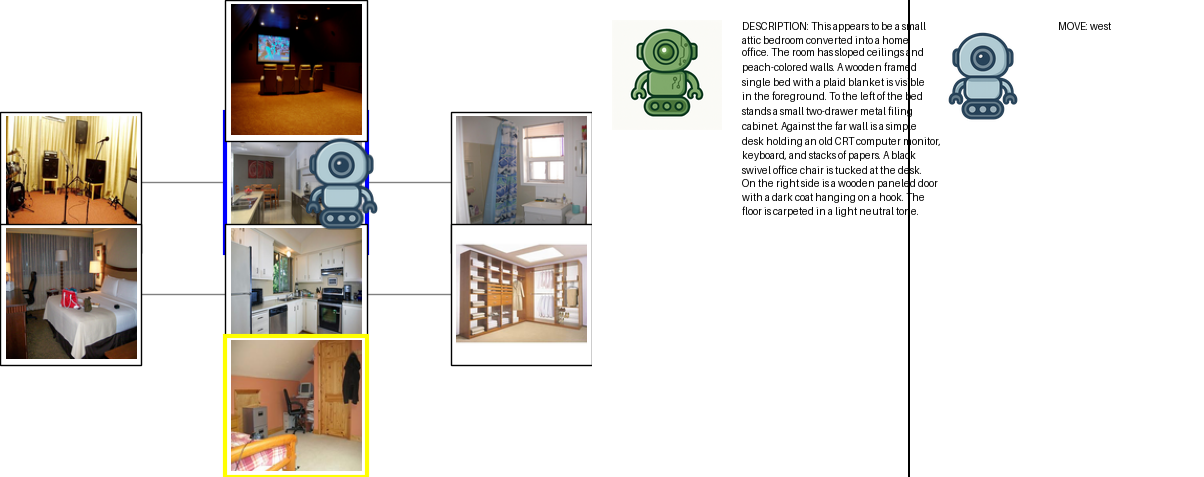 DESCRIPTION: This appears to be a small
attic bedroom converted into a home
office. The room has sloped ceilings and
peach-colored walls. A wooden framed
single bed with a plaid blanket is visible
in the foreground. To the left of the bed
stands a small two-drawer metal filing
cabinet. Against the far wall is a simple
desk holding an old CRT computer monitor,
keyboard, and stacks of papers. A black
swivel office chair is tucked at the desk.
On the right side is a wooden paneled door
with a dark coat hanging on a hook. The
floor is carpeted in a light neutral tone.
MOVE: west